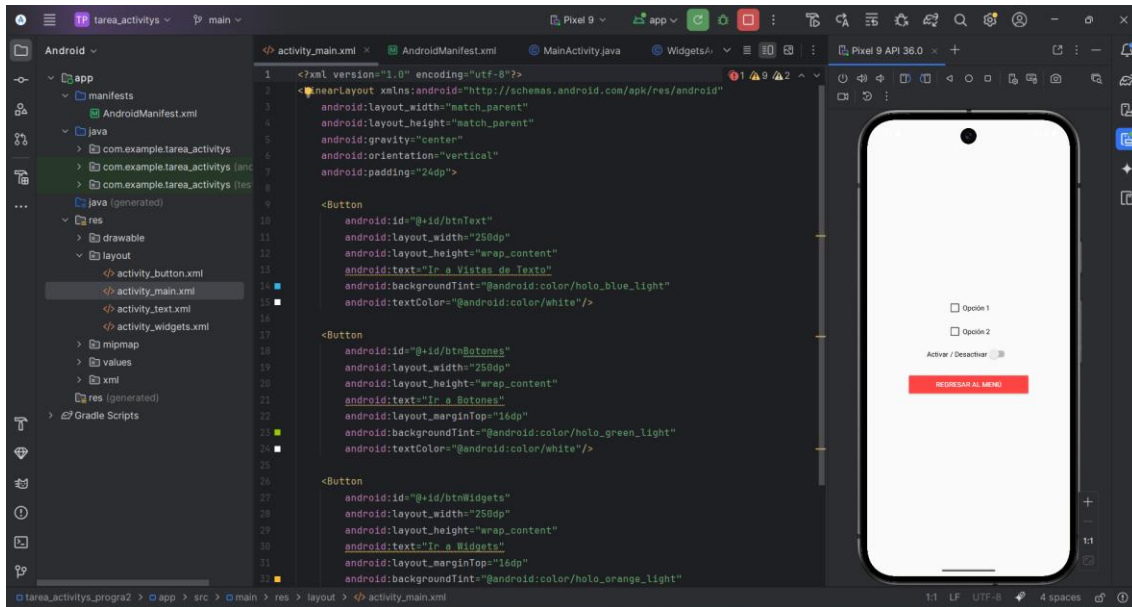 TP tarea_activitys main Pixel 9 app
Android
activity_main.xml AndroidManifest.xml MainActivity.java WidgetsA Pixel 9 API 36.0
app
manifests
AndroidManifest.xml
java
com.example.tarea_activitys
com.example.tarea_activitys (and
com.example.tarea_activitys (tes
java (generated)
res
drawable
layout
activity_button.xml
activity_main.xml
activity_text.xml
activity_widgets.xml
mipmap
values
xml
res (generated)
Gradle Scripts
1 9 2
1 <?xml version="1.0" encoding="utf-8"?>
2 <LinearLayout xmlns:android="http://schemas.android.com/apk/res/android"
3 android:layout_width="match_parent"
4 android:layout_height="match_parent"
5 android:gravity="center"
6 android:orientation="vertical"
7 android:padding="24dp">
8
9 <Button
10 android:id="@+id/btnText"
11 android:layout_width="250dp"
12 android:layout_height="wrap_content"
13 android:text="Ir a Vistas de Texto"
14 android:backgroundTint="@android:color/holo_blue_light"
15 android:textColor="@android:color/white"/>
16
17 <Button
18 android:id="@+id/btnBotones"
19 android:layout_width="250dp"
20 android:layout_height="wrap_content"
21 android:text="Ir a Botones"
22 android:layout_marginTop="16dp"
23 android:backgroundTint="@android:color/holo_green_light"
24 android:textColor="@android:color/white"/>
25
26 <Button
27 android:id="@+id/btnWidgets"
28 android:layout_width="250dp"
29 android:layout_height="wrap_content"
30 android:text="Ir a Widgets"
31 android:layout_marginTop="16dp"
32 android:backgroundTint="@android:color/holo_orange_light"
Opción 1
Opción 2
Activar / Desactivar
REGRESAR AL MENÚ
1:1
tarea_activitys_progra2 > app > src > main > res > layout > activity_main.xml 1:1 LF UTF-8 4 spaces